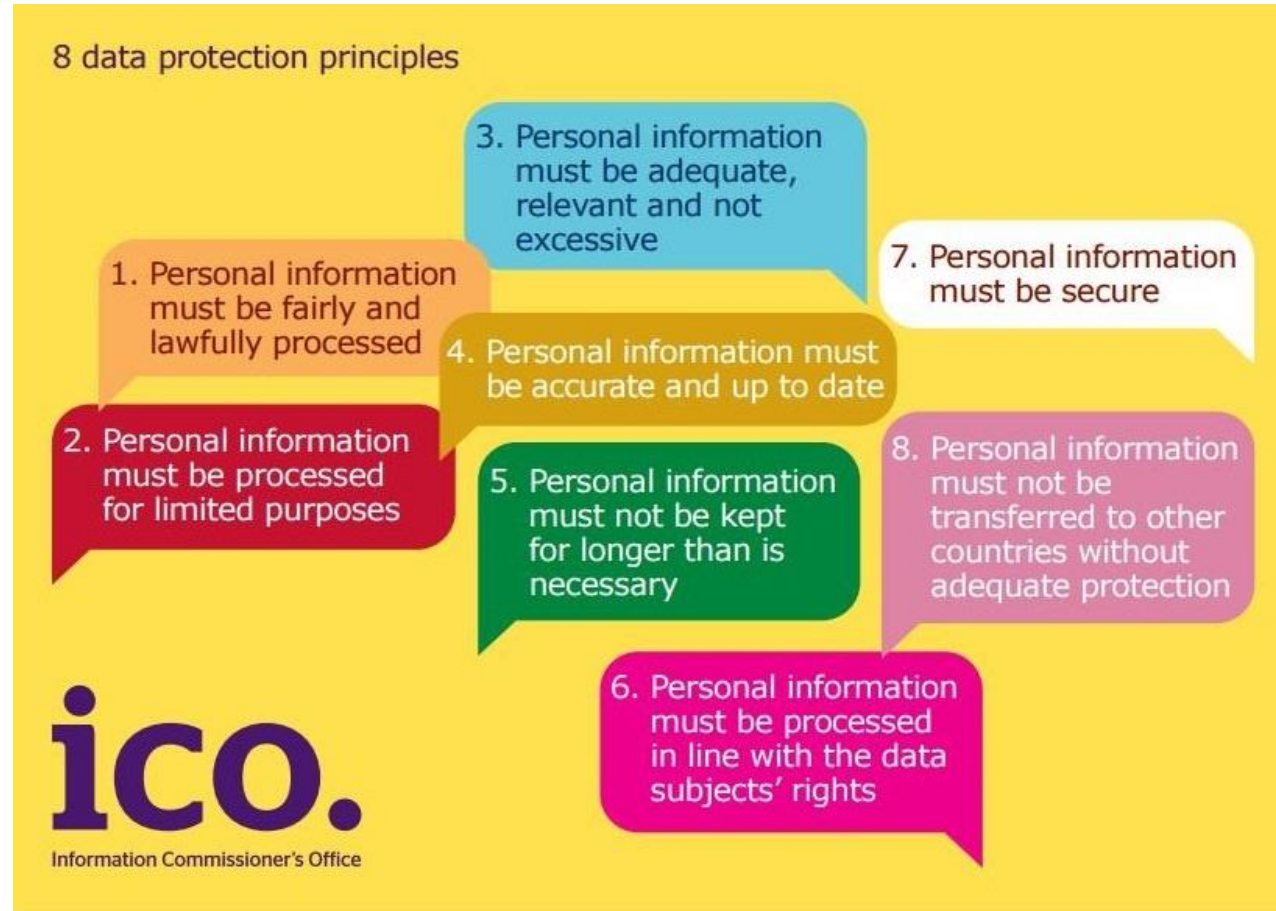 8 data protection principles
1. Personal information
must be fairly and
lawfully processed
2. Personal information
must be processed
for limited purposes
3. Personal information
must be adequate,
relevant and not
excessive
4. Personal information must
be accurate and up to date
5. Personal information
must not be kept
for longer than is
necessary
6. Personal information
must be processed
in line with the data
subjects’ rights
7. Personal information
must be secure
8. Personal information
must not be
transferred to other
countries without
adequate protection
ico.
Information Commissioner's Office